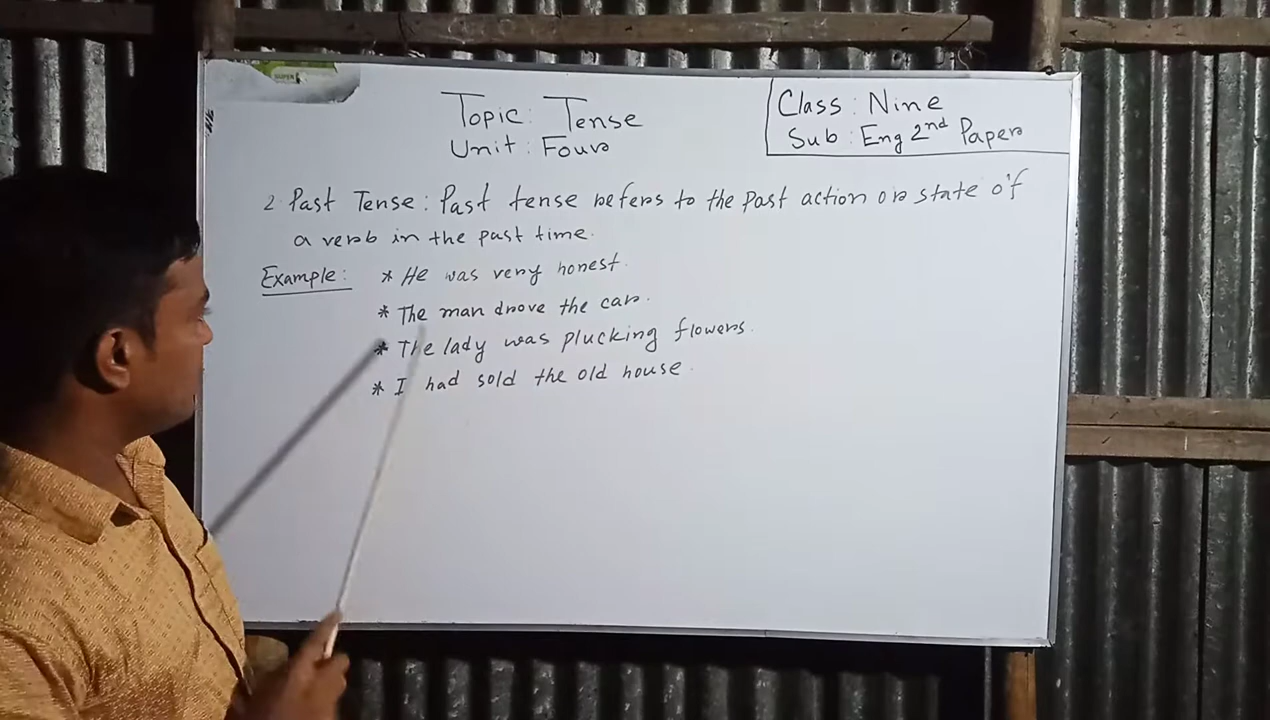 Topic: Tense
Unit: Four
Class: Nine
Sub: Eng 2nd Paper
2. Past Tense: Past tense refers to the past action or state of
a verb in the past time.
Example: * He was very honest.
* The man drove the car.
* The lady was plucking flowers.
* I had sold the old house.
SUPER